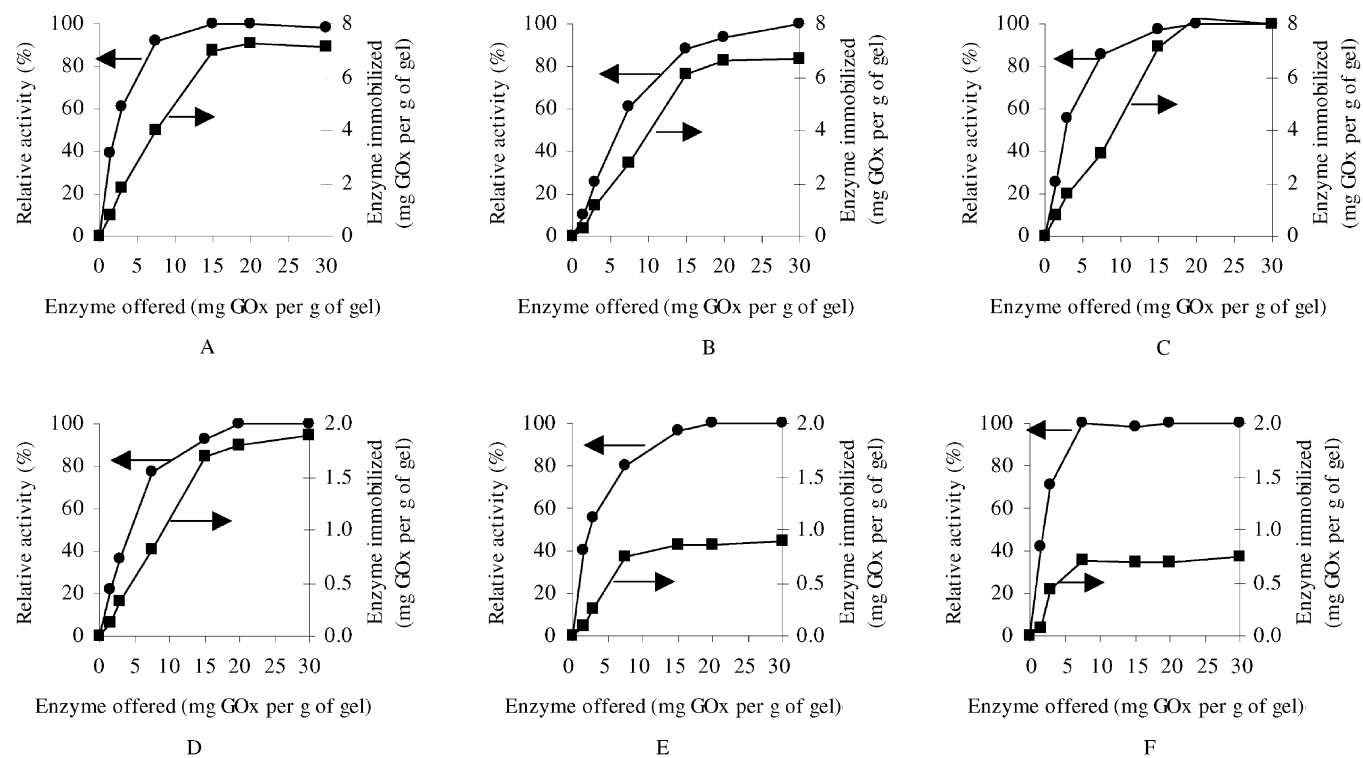 100
80
60
40
20
0
8
6
4
2
0
0 5 10 15 20 25 30
Relative activity (%)
Enzyme immobilized
(mg GOx per g of gel)
Enzyme offered (mg GOx per g of gel)
A
100
80
60
40
20
0
8
6
4
2
0
0 5 10 15 20 25 30
Relative activity (%)
Enzyme immobilized
(mg GOx per g of gel)
Enzyme offered (mg GOx per g of gel)
B
100
80
60
40
20
0
8
6
4
2
0
0 5 10 15 20 25 30
Relative activity (%)
Enzyme immobilized
(mg GOx per g of gel)
Enzyme offered (mg GOx per g of gel)
C
100
80
60
40
20
0
2.0
1.5
1.0
0.5
0.0
0 5 10 15 20 25 30
Relative activity (%)
Enzyme immobilized
(mg GOx per g of gel)
Enzyme offered (mg GOx per g of gel)
D
100
80
60
40
20
0
2.0
1.5
1.0
0.5
0.0
0 5 10 15 20 25 30
Relative activity (%)
Enzyme immobilized
(mg GOx per g of gel)
Enzyme offered (mg GOx per g of gel)
E
100
80
60
40
20
0
2.0
1.5
1.0
0.5
0.0
0 5 10 15 20 25 30
Relative activity (%)
Enzyme immobilized
(mg GOx per g of gel)
Enzyme offered (mg GOx per g of gel)
F